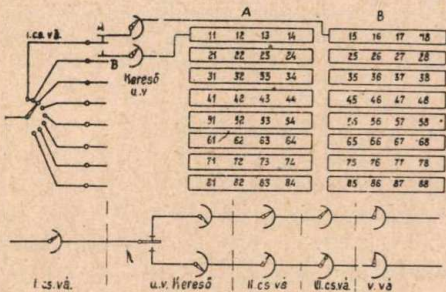 A B
i.cs.vá. A
11 12 13 14 15 16 17 18
B
Kereső
u.v
21 22 23 24 25 26 27 28
31 32 33 34 35 36 37 38
41 42 43 44 45 46 47 48
91 52 53 54 56 57 58
61 62 63 64 65 66 67 68
71 72 73 74 75 76 77 78
81 82 83 84 85 86 87 88
A
I.cs.vá. u.v. Kereső II.cs vá III.cs.vá. v.vá